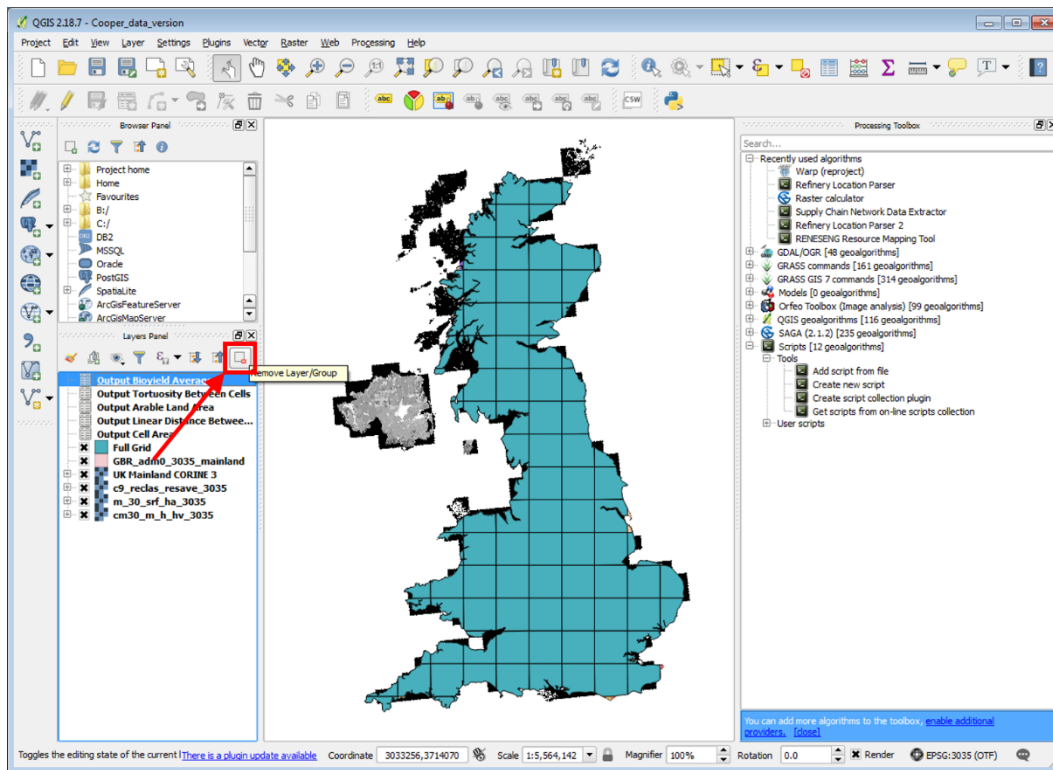 QGIS 2.18.7 - Cooper_data_version
Project Edit View Layer Settings Plugins Vector Raster Web Processing Help
abc
CSW
Browser Panel
Project home
Home
Favourites
B:/
C:/
DB2
MSSQL
Oracle
PostGIS
SpatiaLite
ArcGisFeatureServer
ArcGisMapServer
Layers Panel
Remove Layer/Group
Output Bioyield Average
Output Tortuosity Between Cells
Output Arable Land Area
Output Linear Distance Betwee...
Output Cell Area
Full Grid
GBR_adm0_3035_mainland
UK Mainland CORINE 3
c9_reclas_resave_3035
m_30_srf_ha_3035
cm30_m_h_hv_3035
Processing Toolbox
Search...
Recently used algorithms
Warp (reproject)
Refinery Location Parser
Raster calculator
Supply Chain Network Data Extractor
Refinery Location Parser 2
RENESENG Resource Mapping Tool
GDAL/OGR [48 geoalgorithms]
GRASS commands [161 geoalgorithms]
GRASS GIS 7 commands [314 geoalgorithms]
Models [0 geoalgorithms]
Orfeo Toolbox (Image analysis) [99 geoalgorithms]
QGIS geoalgorithms [116 geoalgorithms]
SAGA (2.1.2) [235 geoalgorithms]
Scripts [12 geoalgorithms]
Tools
Add script from file
Create new script
Create script collection plugin
Get scripts from on-line scripts collection
User scripts
You can add more algorithms to the toolbox, enable additional
providers. [close]
Toggles the editing state of the current l There is a plugin update available Coordinate 3033256,3714070 Scale 1:5,564,142 Magnifier 100% Rotation 0.0 Render EPSG:3035 (OTF)